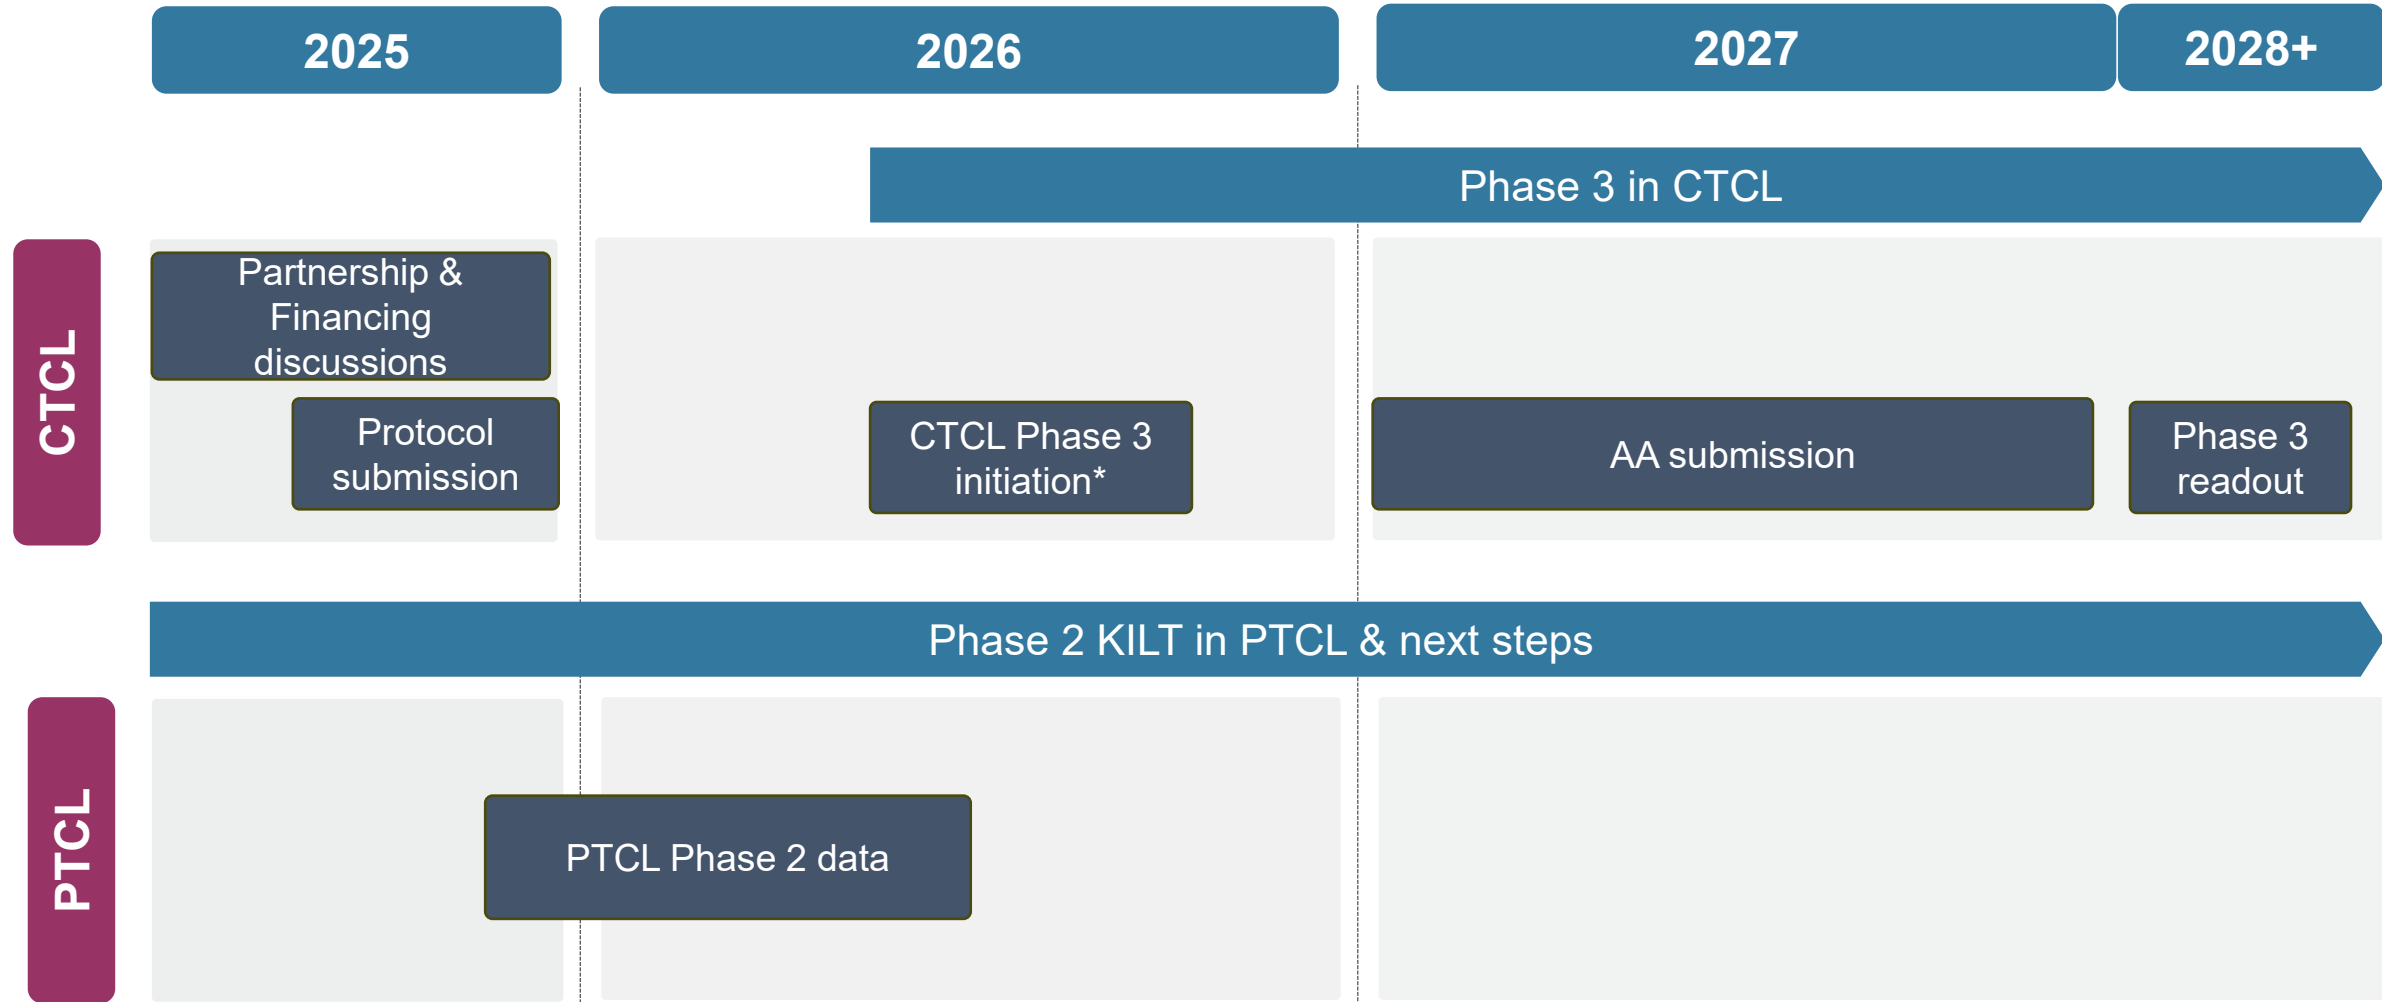 2025
2026
2027
2028+
Phase 3 in CTCL
CTCL
Partnership &
Financing
discussions
Protocol
submission
CTCL Phase 3
initiation*
AA submission
Phase 3
readout
Phase 2 KILT in PTCL & next steps
PTCL
PTCL Phase 2 data